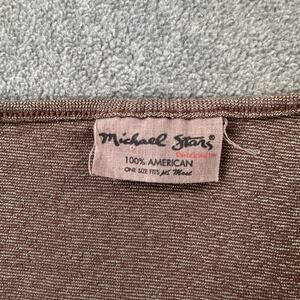 Michael Stars®
100% AMERICAN
ONE SIZE FITS Most